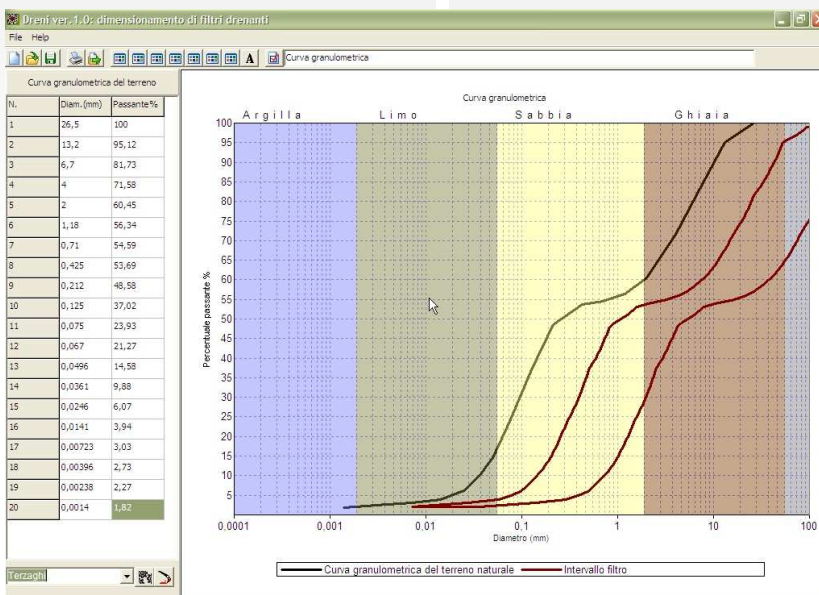 Dreni ver.1.0: dimensionamento di filtri drenanti
File Help
A Curva granulometrica
Curva granulometrica del terreno
N. Diam.(mm) Passante%
1 26,5 100
2 13,2 95,12
3 6,7 81,73
4 4 71,58
5 2 60,45
6 1,18 56,34
7 0,71 54,59
8 0,425 53,69
9 0,212 48,58
10 0,125 37,02
11 0,075 23,93
12 0,067 21,27
13 0,0496 14,58
14 0,0361 9,88
15 0,0246 6,07
16 0,0141 3,94
17 0,00723 3,03
18 0,00396 2,73
19 0,00238 2,27
20 0,0014 1,82
Terzaghi
Curva granulometrica
Argilla Limo Sabbia Ghiaia
Percentuale passante %
100
95
90
85
80
75
70
65
60
55
50
45
40
35
30
25
20
15
10
5
0.0001 0,001 0,01 0,1 1 10 100
Diametro (mm)
Curva granulometrica del terreno naturale Intervallo filtro